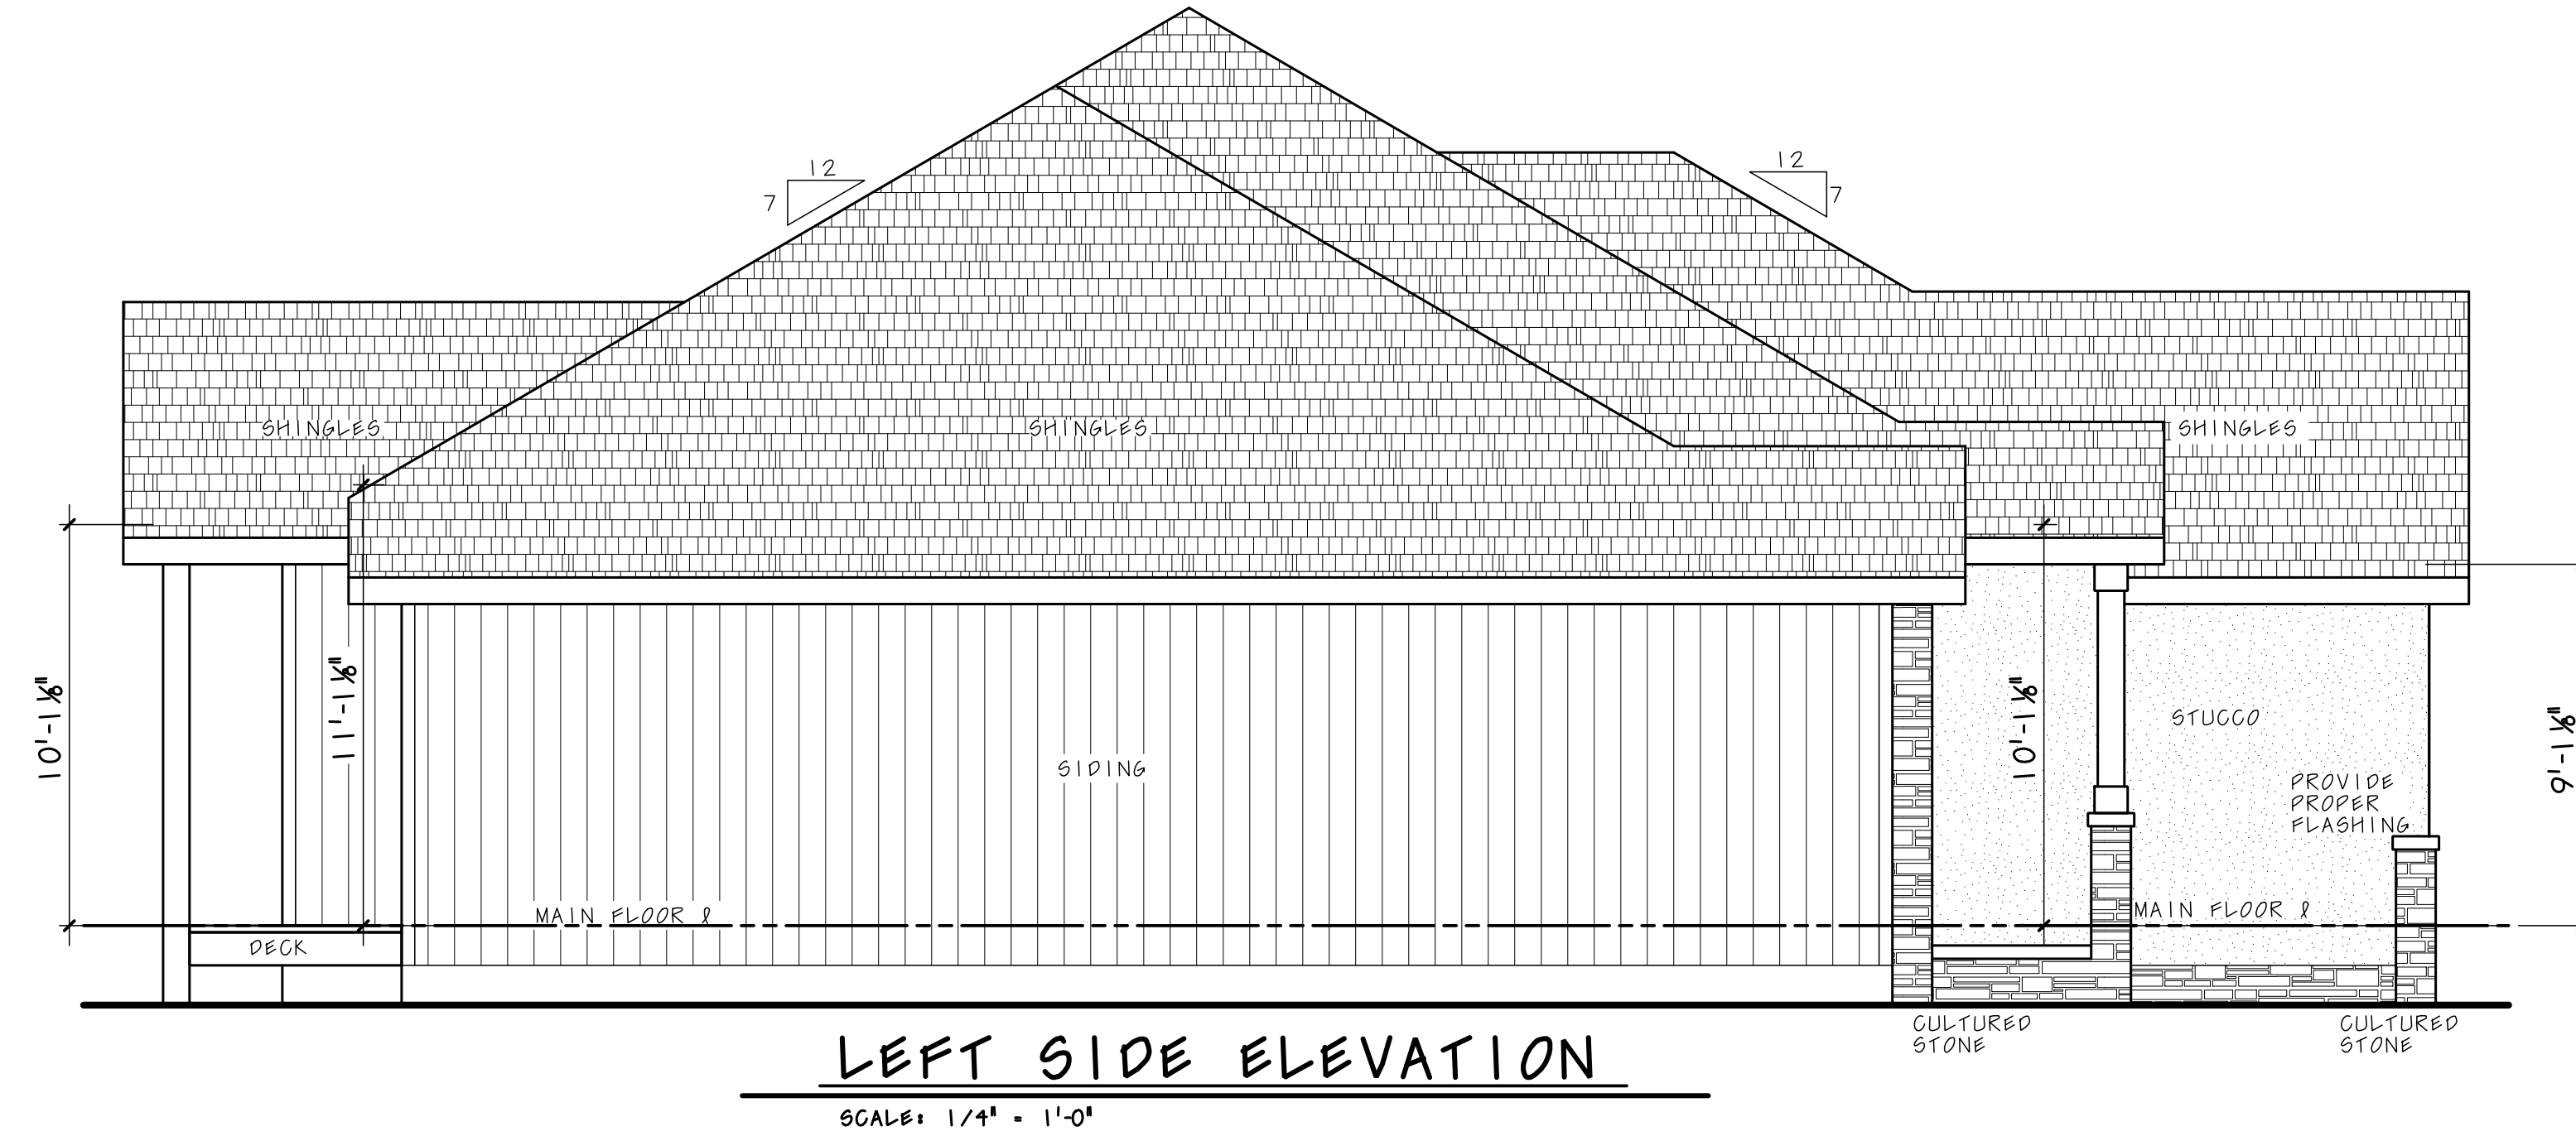 12
7
12
7
SHINGLES
SHINGLES
SHINGLES
10'-1 1/8"
11'-1 1/8"
10'-1 1/8"
9'-1 1/8"
STUCCO
SIDING
PROVIDE
PROPER
FLASHING
MAIN FLOOR
MAIN FLOOR
DECK
CULTURED
STONE
CULTURED
STONE
LEFT SIDE ELEVATION
SCALE: 1/4" = 1'-0"